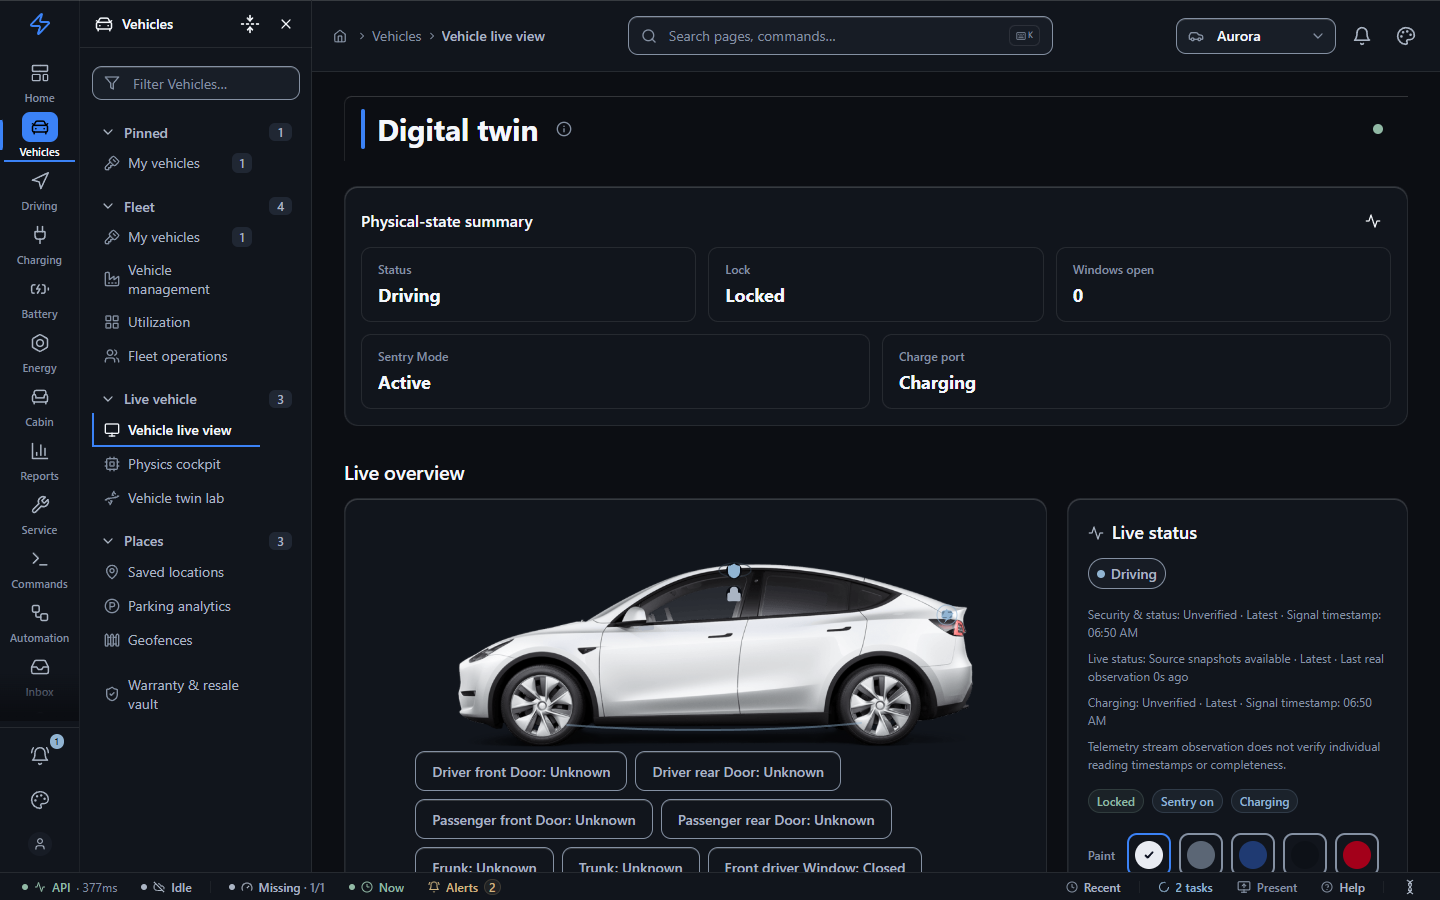 Vehicles
Vehicles
Vehicle live view
Search pages, commands...
K
Aurora
Home
Vehicles
Driving
Charging
Battery
Energy
Cabin
Reports
Service
Commands
Automation
Inbox
1
Filter Vehicles...
Pinned
1
My vehicles
1
Fleet
4
My vehicles
1
Vehicle
management
Utilization
Fleet operations
Live vehicle
3
Vehicle live view
Physics cockpit
Vehicle twin lab
Places
3
Saved locations
Parking analytics
Geofences
Warranty & resale
vault
Digital twin
Physical-state summary
Status
Driving
Lock
Locked
Windows open
0
Sentry Mode
Active
Charge port
Charging
Live overview
Driver front Door: Unknown
Driver rear Door: Unknown
Passenger front Door: Unknown
Passenger rear Door: Unknown
Frunk: Unknown
Trunk: Unknown
Front driver Window: Closed
Live status
Driving
Security & status: Unverified · Latest · Signal timestamp:
06:50 AM
Live status: Source snapshots available · Latest · Last real
observation 0s ago
Charging: Unverified · Latest · Signal timestamp: 06:50
AM
Telemetry stream observation does not verify individual
reading timestamps or completeness.
Locked
Sentry on
Charging
Paint
API · 377ms
Idle
Missing · 1/1
Now
Alerts 2
Recent
2 tasks
Present
Help